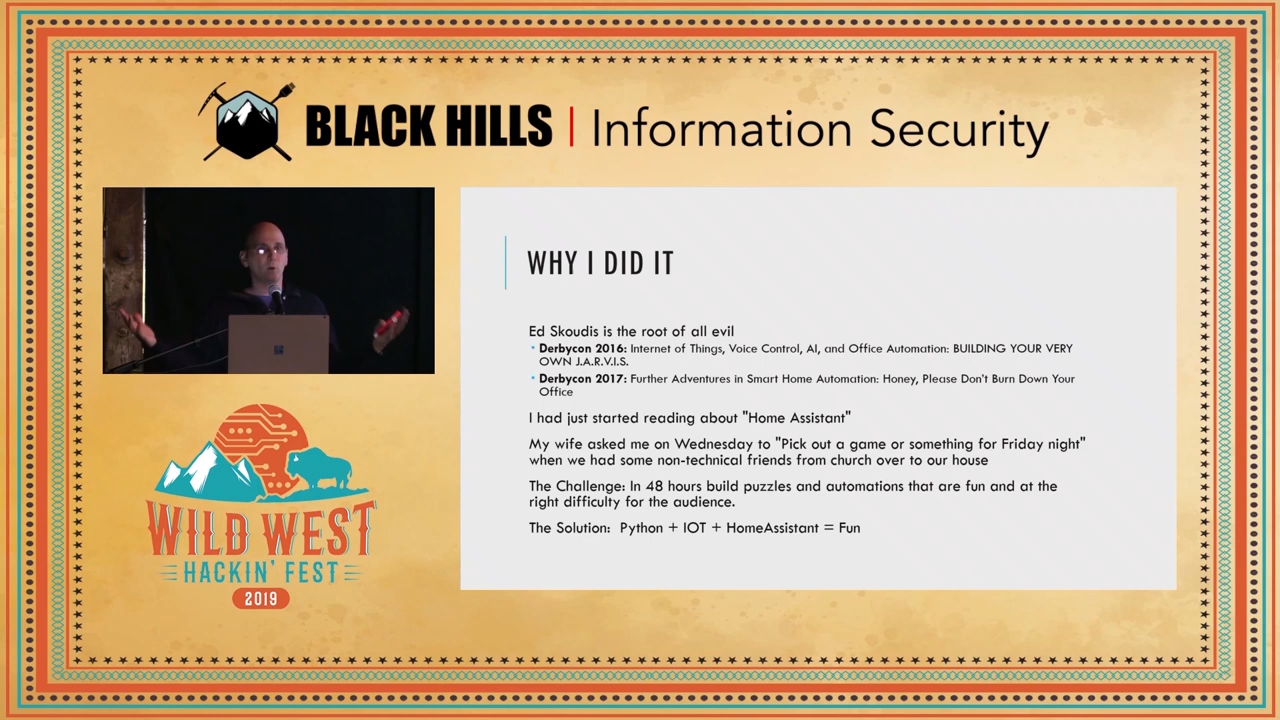 BLACK HILLS | Information Security
WHY I DID IT
Ed Skoudis is the root of all evil
• Derbycon 2016: Internet of Things, Voice Control, AI, and Office Automation: BUILDING YOUR VERY
OWN J.A.R.V.I.S.
• Derbycon 2017: Further Adventures in Smart Home Automation: Honey, Please Don't Burn Down Your
Office
I had just started reading about "Home Assistant"
My wife asked me on Wednesday to "Pick out a game or something for Friday night"
when we had some non-technical friends from church over to our house
The Challenge: In 48 hours build puzzles and automations that are fun and at the
right difficulty for the audience.
The Solution: Python + IOT + HomeAssistant = Fun
WILD WEST
HACKIN' FEST
2019